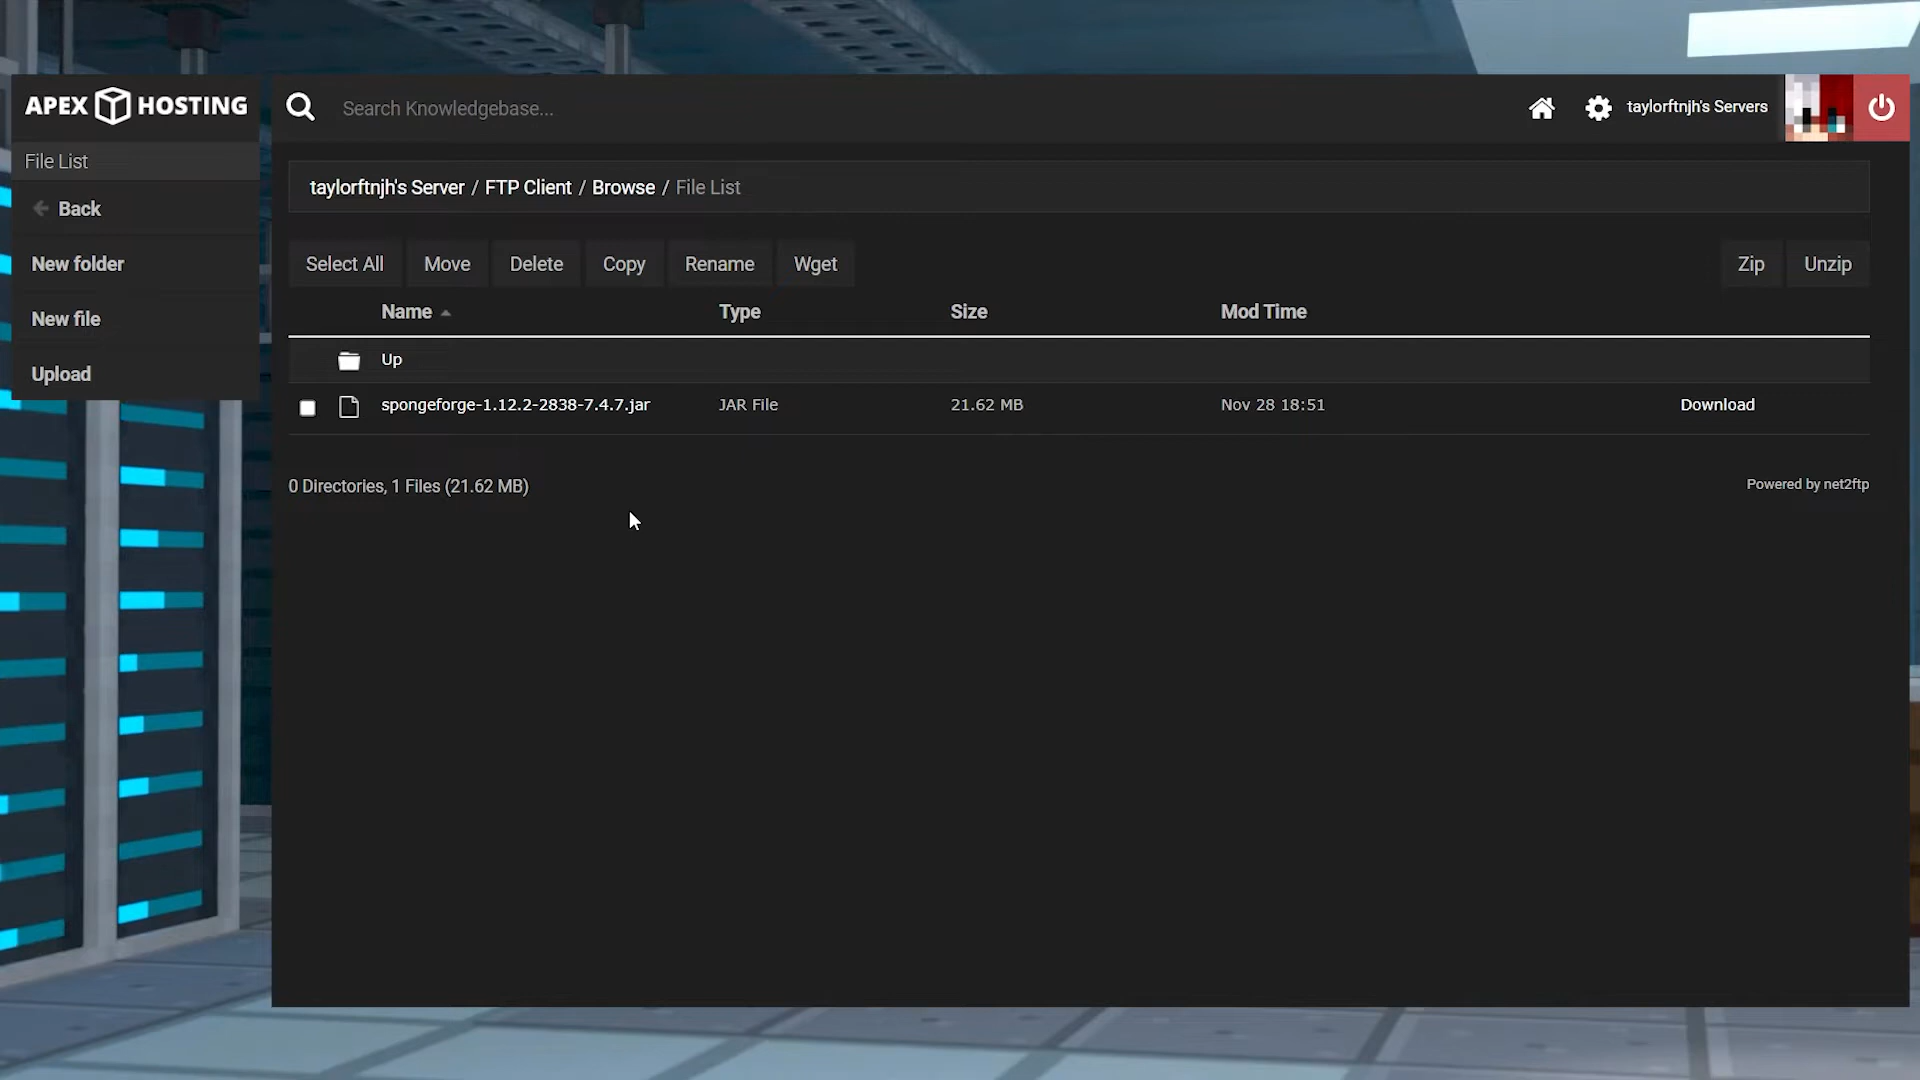 APEX HOSTING
Search Knowledgebase...
taylorftnjh's Servers
File List
Back
New folder
New file
Upload
taylorftnjh's Server / FTP Client / Browse / File List
Select All Move Delete Copy Rename Wget Zip Unzip
Name Type Size Mod Time
Up
spongeforge-1.12.2-2838-7.4.7.jar JAR File 21.62 MB Nov 28 18:51 Download
0 Directories, 1 Files (21.62 MB)
Powered by net2ftp